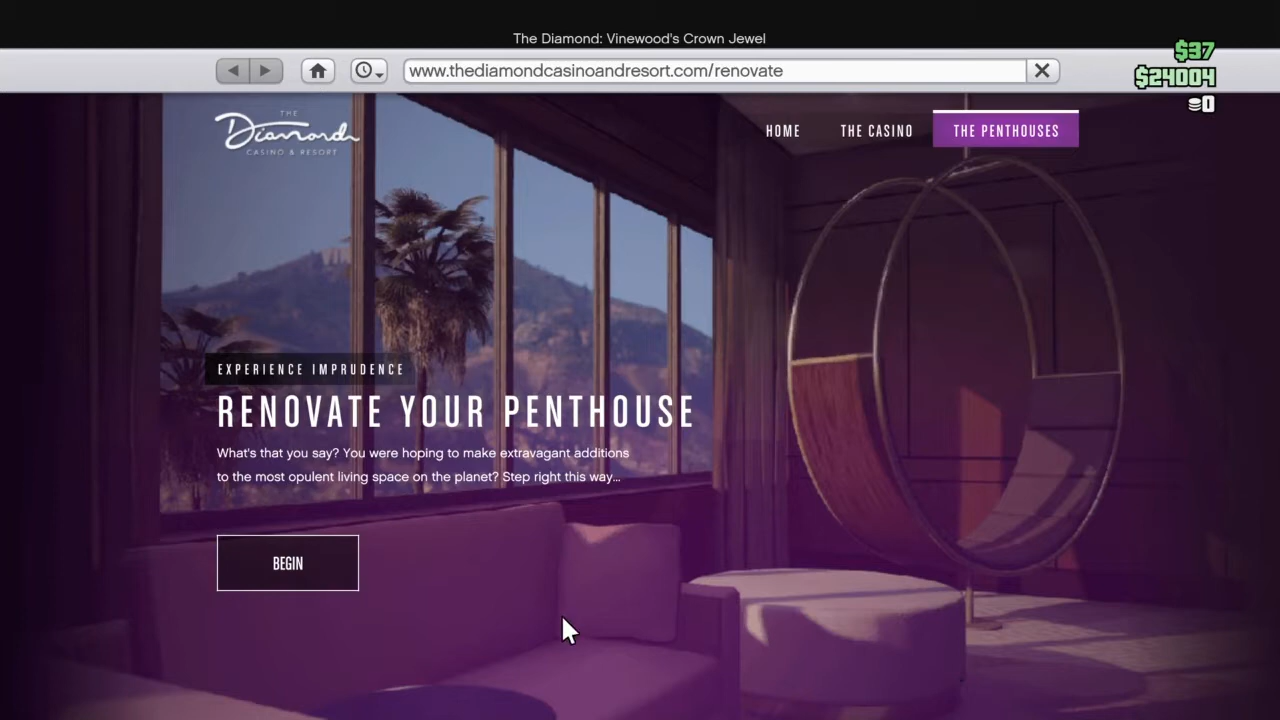 The Diamond: Vinewood's Crown Jewel
$37
www.thediamondcasinoandresort.com/renovate
$24004
0
THE
Diamond
CASINO & RESORT
HOME
THE CASINO
THE PENTHOUSES
EXPERIENCE IMPRUDENCE
RENOVATE YOUR PENTHOUSE
What's that you say? You were hoping to make extravagant additions
to the most opulent living space on the planet? Step right this way...
BEGIN